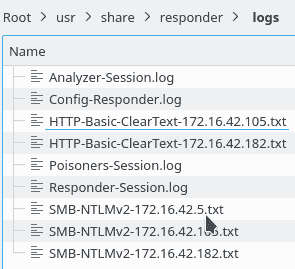 Root > usr > share > responder > logs
Name
Analyzer-Session.log
Config-Responder.log
HTTP-Basic-ClearText-172.16.42.105.txt
HTTP-Basic-ClearText-172.16.42.182.txt
Poisoners-Session.log
Responder-Session.log
SMB-NTLMv2-172.16.42.5.txt
SMB-NTLMv2-172.16.42.105.txt
SMB-NTLMv2-172.16.42.182.txt